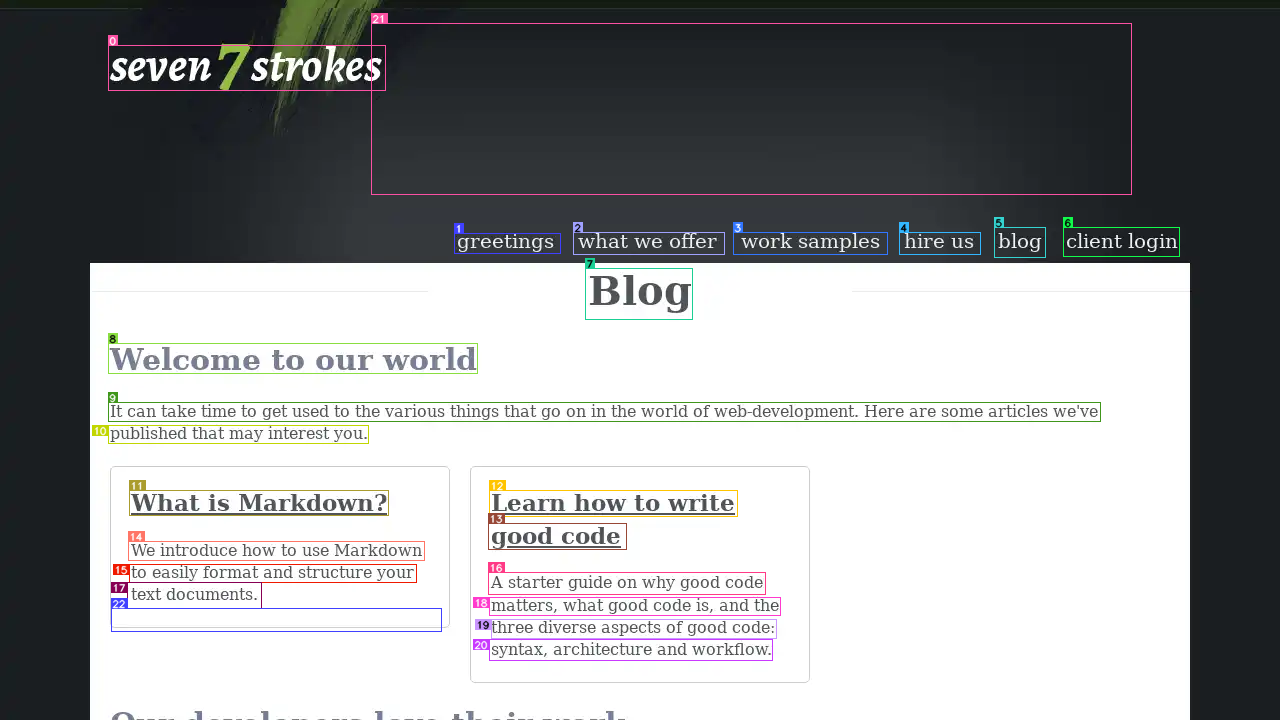 seven 7 strokes
greetings
what we offer
work samples
hire us
blog
client login
Blog
Welcome to our world
It can take time to get used to the various things that go on in the world of web-development. Here are some articles we've
published that may interest you.
What is Markdown?
We introduce how to use Markdown
to easily format and structure your
text documents.
Learn how to write
good code
A starter guide on why good code
matters, what good code is, and the
three diverse aspects of good code:
syntax, architecture and workflow.
Our developers love their work
0
1
2
3
4
5
6
7
8
9
10
11
12
13
14
15
16
17
18
19
20
21
22